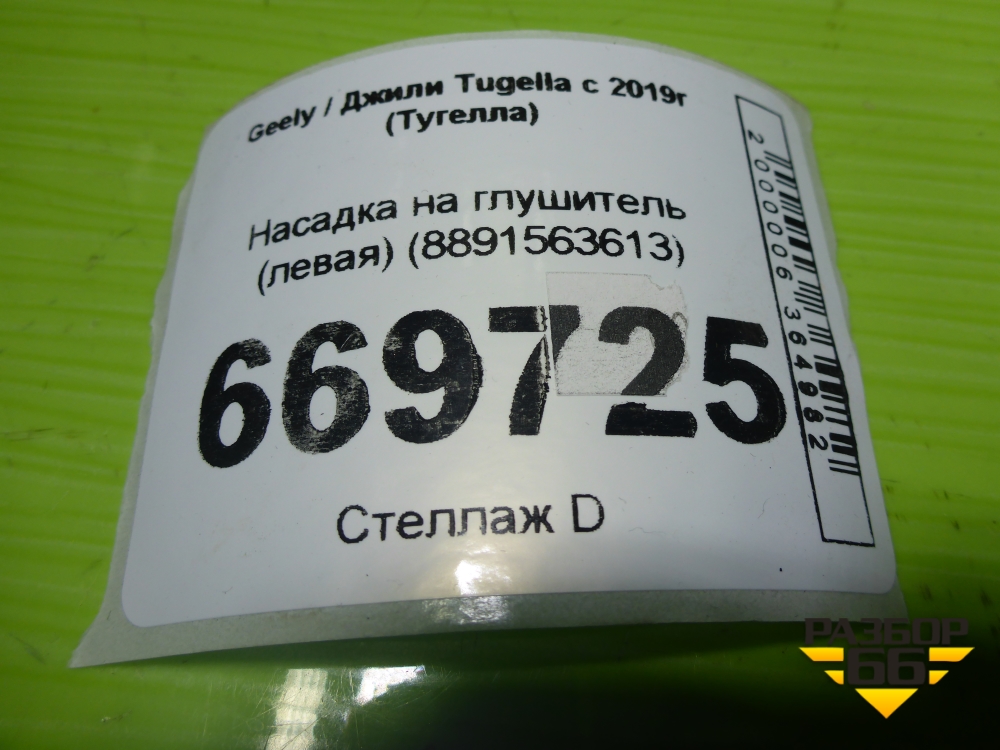 Geely / Джили Tugella с 2019г
(Тугелла)
Насадка на глушитель
(левая) (8891563613)
669725
Стеллаж D
2000006364982
РАЗБОР
66